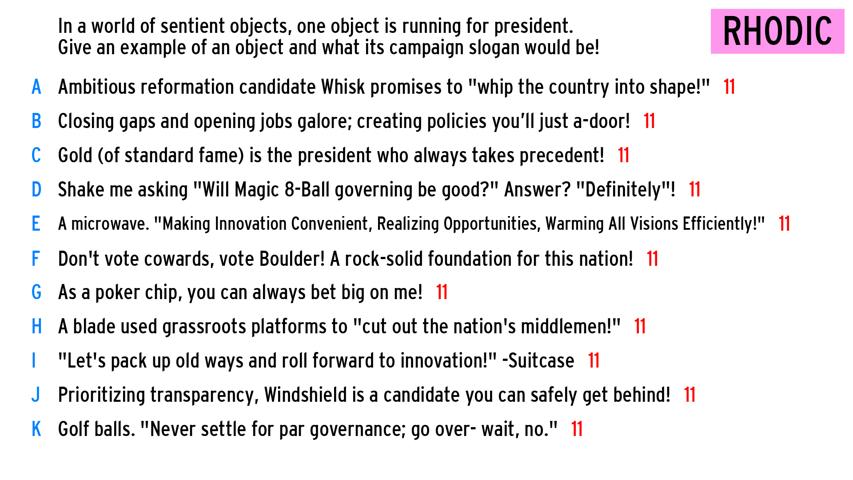 In a world of sentient objects, one object is running for president.
Give an example of an object and what its campaign slogan would be!
RHODIC
A Ambitious reformation candidate Whisk promises to "whip the country into shape!" 11
B Closing gaps and opening jobs galore; creating policies you’ll just a-door! 11
C Gold (of standard fame) is the president who always takes precedent! 11
D Shake me asking "Will Magic 8-Ball governing be good?" Answer? "Definitely"! 11
E A microwave. "Making Innovation Convenient, Realizing Opportunities, Warming All Visions Efficiently!" 11
F Don't vote cowards, vote Boulder! A rock-solid foundation for this nation! 11
G As a poker chip, you can always bet big on me! 11
H A blade used grassroots platforms to "cut out the nation's middlemen!" 11
I "Let's pack up old ways and roll forward to innovation!" -Suitcase 11
J Prioritizing transparency, Windshield is a candidate you can safely get behind! 11
K Golf balls. "Never settle for par governance; go over- wait, no." 11